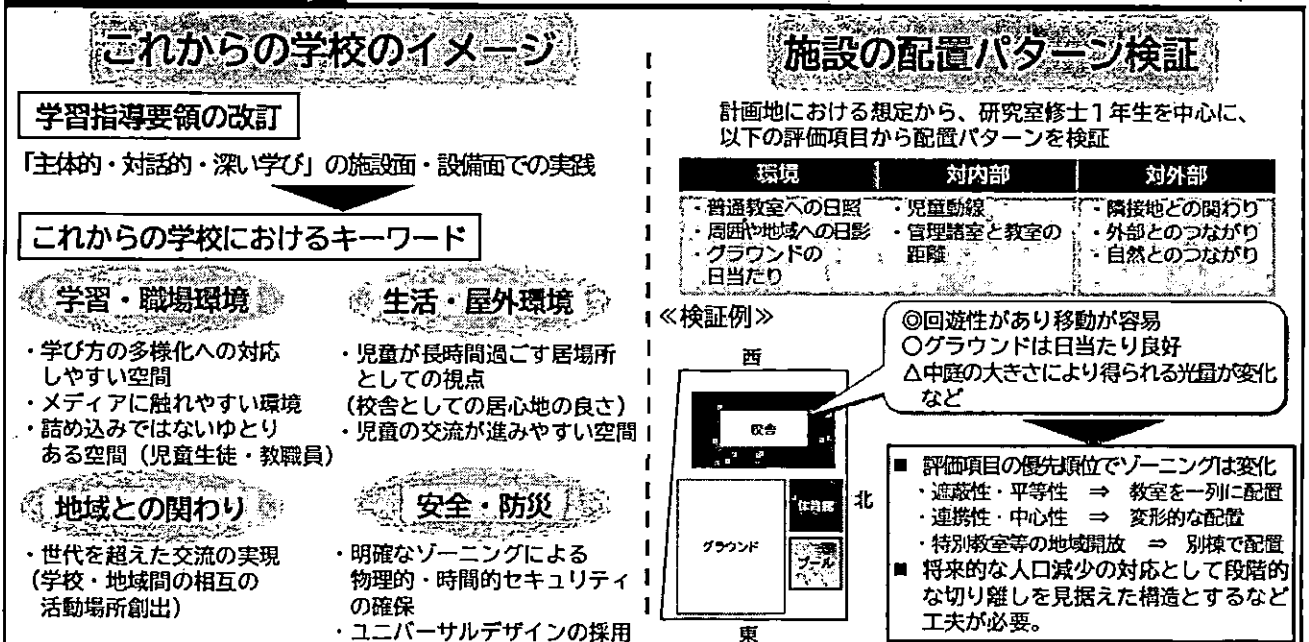 これからの学校のイメージ
学習指導要領の改訂
「主体的・対話的・深い学び」の施設面・設備面での実践
これからの学校におけるキーワード
学習・職場環境
・学び方の多様化への対応
しやすい空間
・メディアに触れやすい環境
・詰め込みではないゆとり
ある空間（児童生徒・教職員）
生活・屋外環境
・児童が長時間過ごす居場所
としての視点
（校舎としての居心地の良さ）
・児童の交流が進みやすい空間
地域との関わり
・世代を超えた交流の実現
（学校・地域間の相互の
活動場所創出）
安全・防災
・明確なゾーニングによる
物理的・時間的セキュリティ
の確保
・ユニバーサルデザインの採用
施設の配置パターン検証
計画地における想定から、研究室修士１年生を中心に、
以下の評価項目から配置パターンを検証
環境 対内部 対外部
・普通教室への日照
・周囲や地域への日影
・グラウンドの
日当たり
・児童動線
・管理諸室と教室の
距離
・隣接地との関わり
・外部とのつながり
・自然とのつながり
≪検証例≫
◎回遊性があり移動が容易
○グラウンドは日当たり良好
△中庭の大きさにより得られる光量が変化
など
西
校舎
体育館
北
グラウンド
プール
東
■ 評価項目の優先順位でゾーニングは変化
・遮蔽性・平等性 ⇒ 教室を一列に配置
・連携性・中心性 ⇒ 変形的な配置
・特別教室等の地域開放 ⇒ 別棟で配置
■ 将来的な人口減少の対応として段階的
な切り離しを見据えた構造とするなど
工夫が必要。